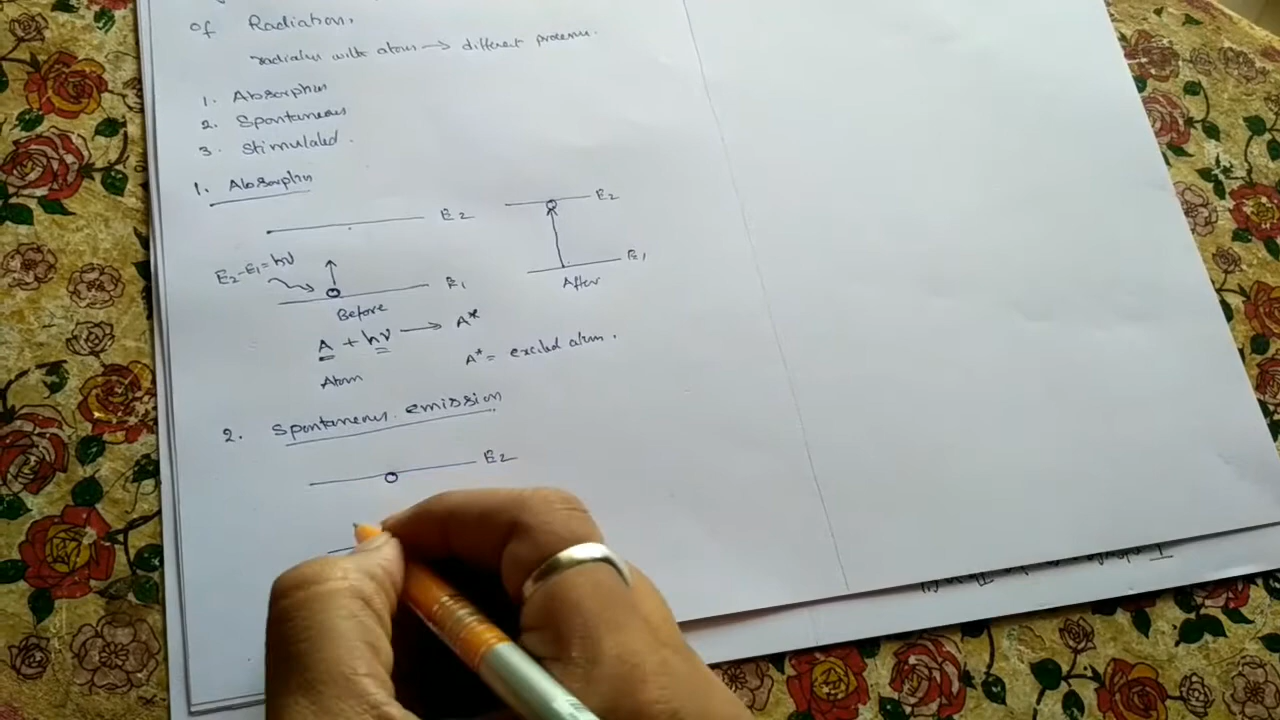 of Radiation.
radiation with atom → different process.
1. Absorption
2. Spontaneous
3. Stimulated.
1. Absorption
E2
E2
E2-E1=hν
E1
E1
Before
After
A + hν → A*
A* = excited atom.
Atom
2. Spontaneous emission
E2